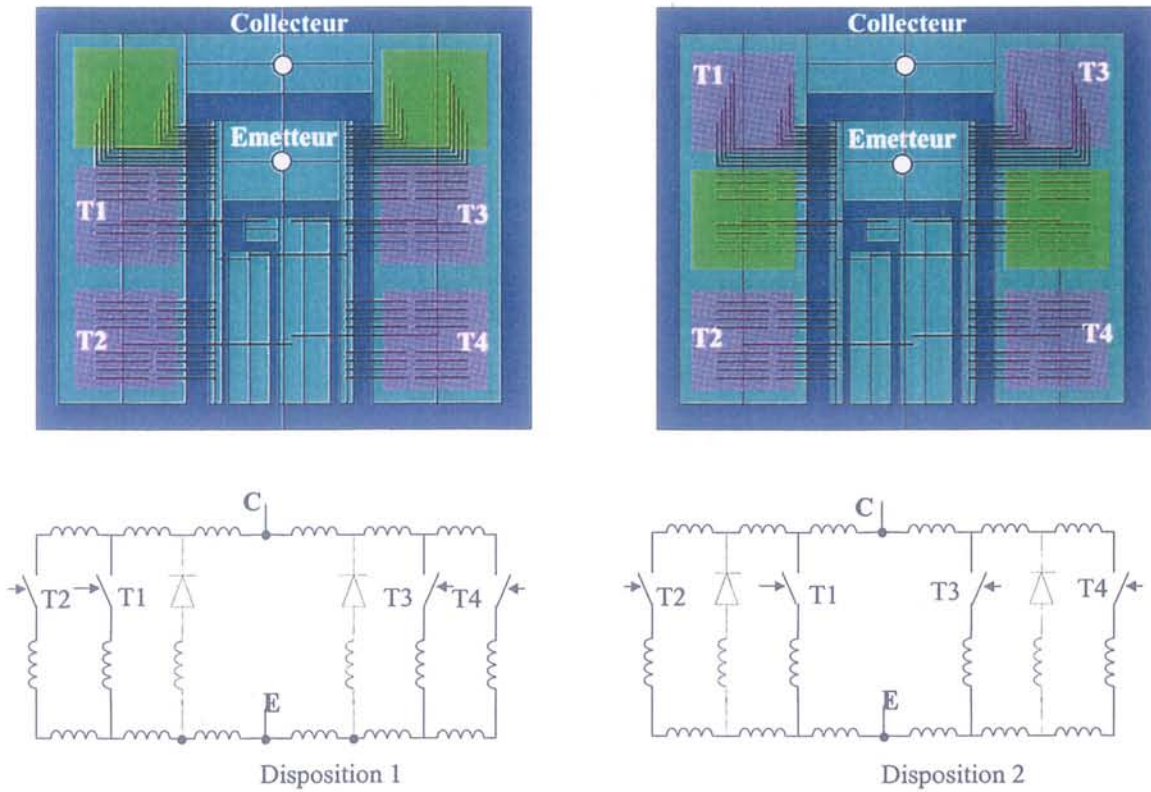 Collecteur
Emetteur
T1
T3
T2
T4
Collecteur
T1
T3
Emetteur
T2
T4
C
T2
T1
T3
T4
E
Disposition 1
C
T2
T1
T3
T4
E
Disposition 2